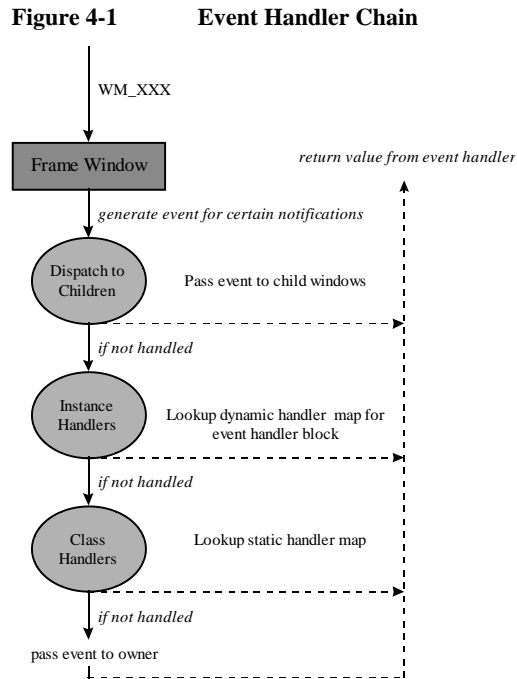 Figure 4-1 Event Handler Chain
WM_XXX
Frame Window
return value from event handler
generate event for certain notifications
Dispatch to
Children
Pass event to child windows
if not handled
Instance
Handlers
Lookup dynamic handler map for
event handler block
if not handled
Class
Handlers
Lookup static handler map
if not handled
pass event to owner